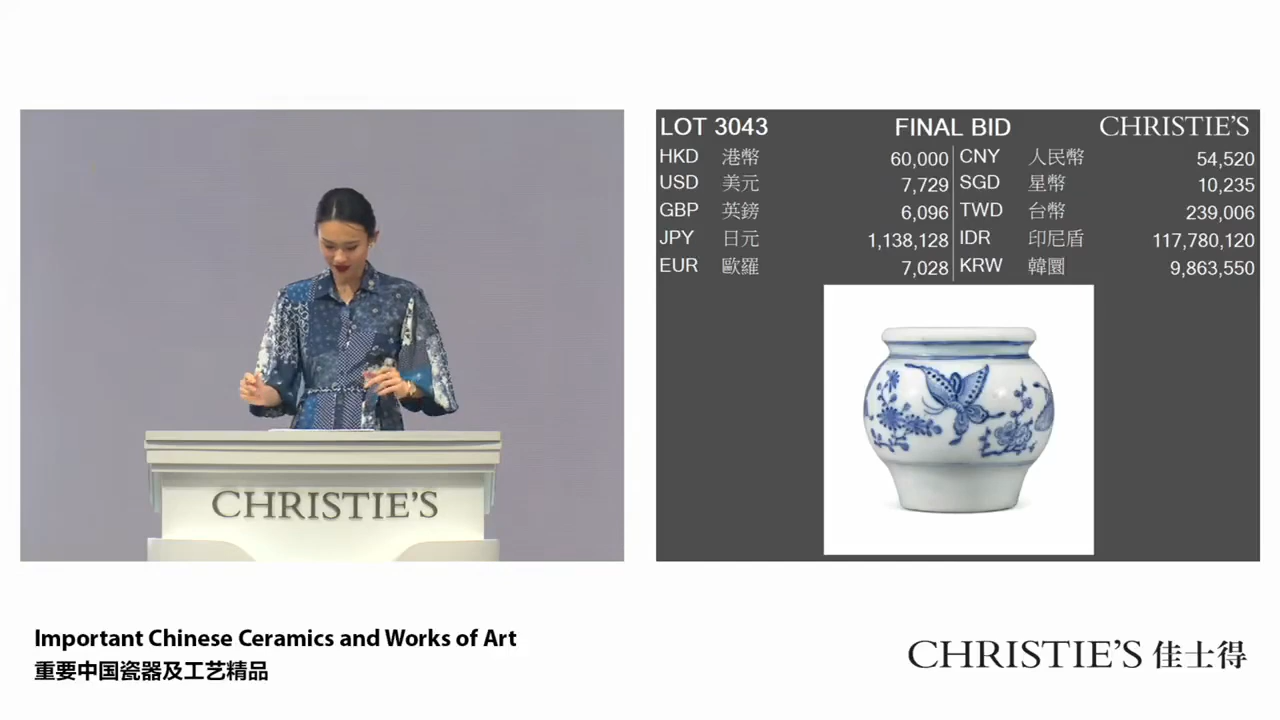 CHRISTIE'S
LOT 3043 FINAL BID CHRISTIE'S
HKD 港幣 60,000 CNY 人民幣 54,520
USD 美元 7,729 SGD 星幣 10,235
GBP 英鎊 6,096 TWD 台幣 239,006
JPY 日元 1,138,128 IDR 印尼盾 117,780,120
EUR 歐羅 7,028 KRW 韓圜 9,863,550
Important Chinese Ceramics and Works of Art
重要中国瓷器及工艺精品
CHRISTIE'S 佳士得